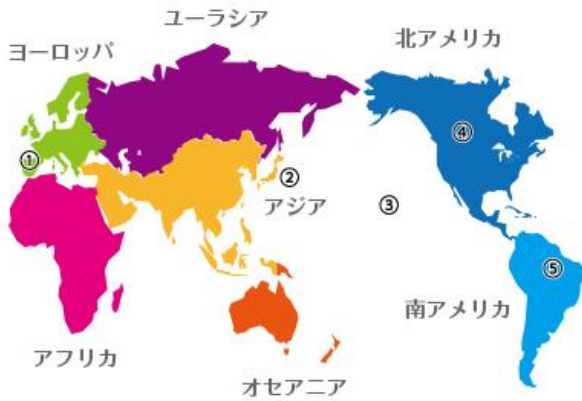 ユーラシア
ヨーロッパ
北アメリカ
④
①
②
アジア
③
⑤
南アメリカ
アフリカ
オセアニア